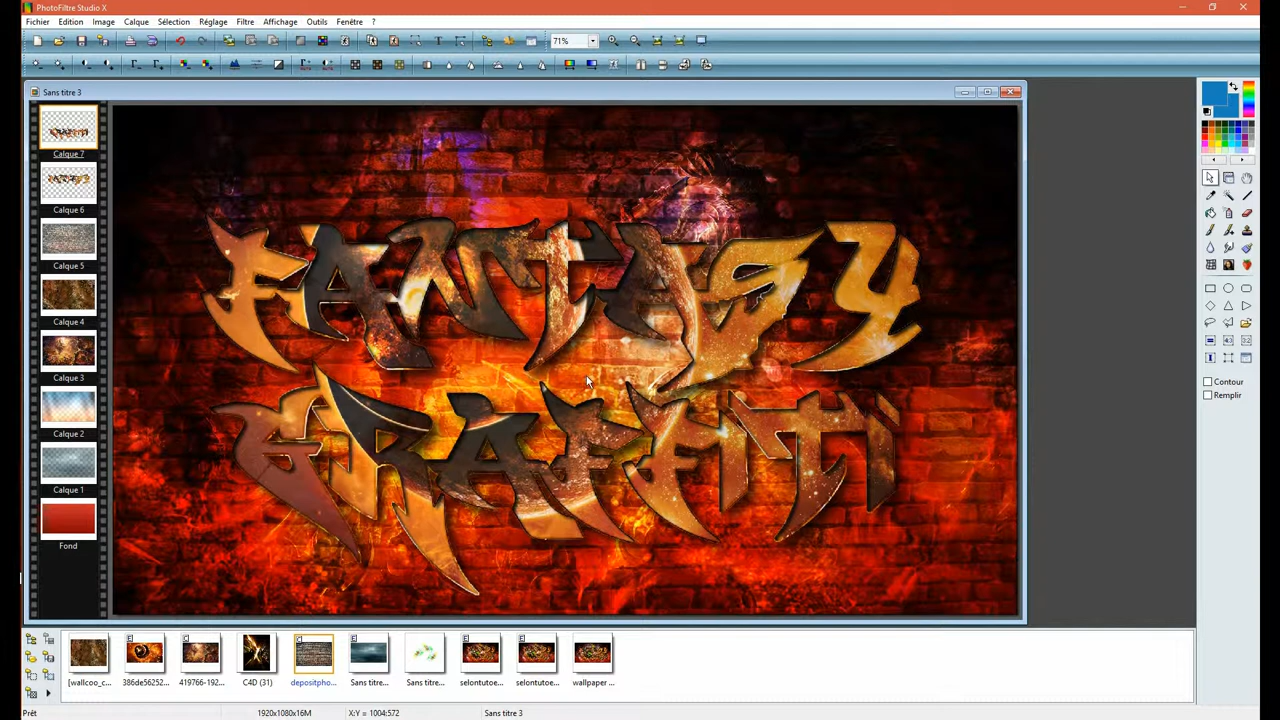 PhotoFiltre Studio X
Fichier Edition Image Calque Sélection Réglage Filtre Affichage Outils Fenêtre ?
71%
Sans titre 3
Calque 7
Calque 6
Calque 5
Calque 4
Calque 3
Calque 2
Calque 1
Fond
FANTASY
GRAFFITI
Contour
Remplir
[wallcoo_c... 386de56252... 419766-192... C4D (31) depositpho... Sans titre... Sans titre... selontutoe... selontutoe... wallpaper ...
Prêt 1920x1080x16M X:Y = 1004:572 Sans titre 3